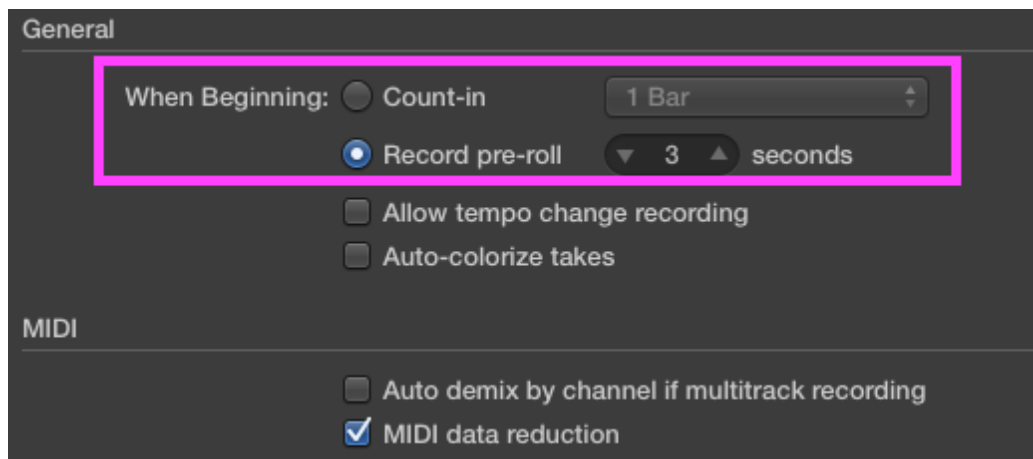 General
When Beginning: Count-in 1 Bar
Record pre-roll 3 seconds
Allow tempo change recording
Auto-colorize takes
MIDI
Auto demix by channel if multitrack recording
MIDI data reduction